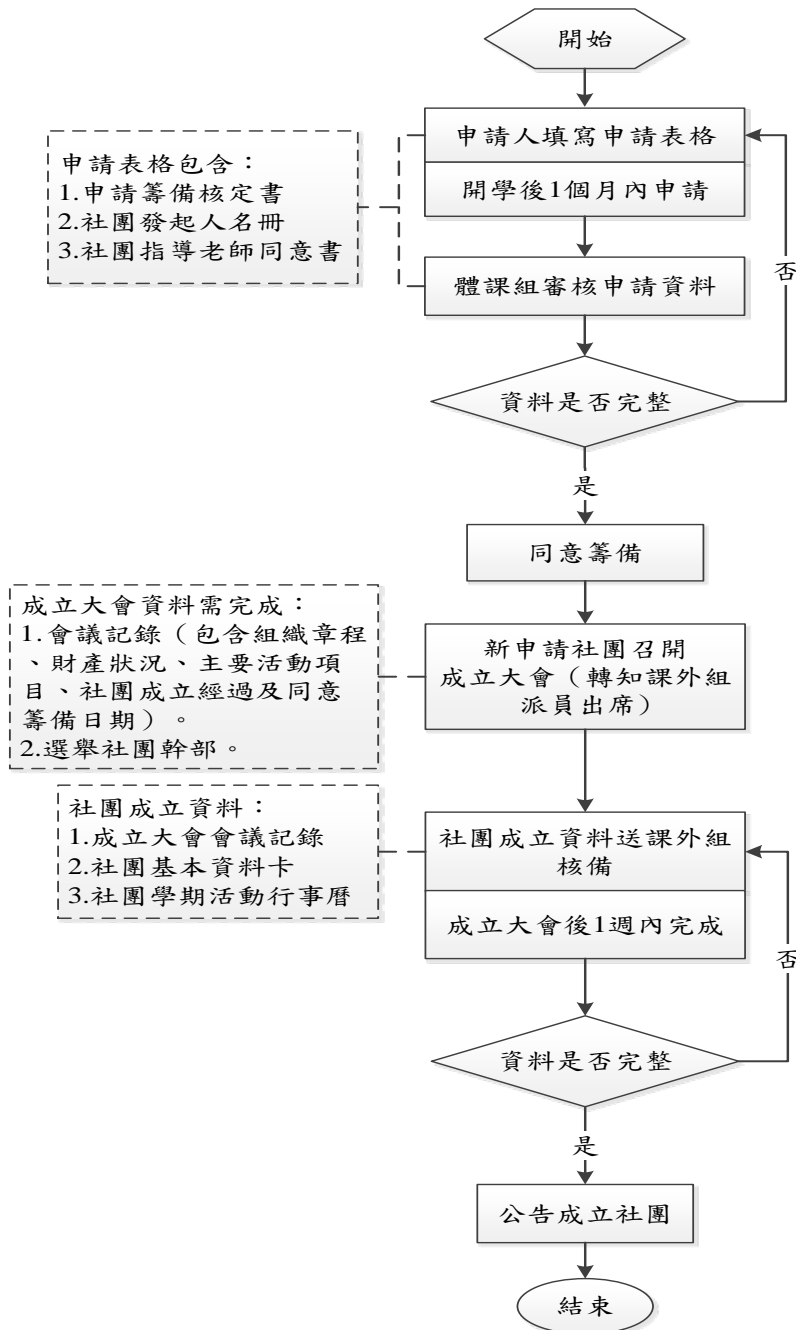 開始
申請人填寫申請表格
開學後1個月內申請
申請表格包含：
1.申請籌備核定書
2.社團發起人名冊
3.社團指導老師同意書
體課組審核申請資料
否
資料是否完整
是
同意籌備
成立大會資料需完成：
1.會議記錄（包含組織章程
、財產狀況、主要活動項
目、社團成立經過及同意
籌備日期）。
2.選舉社團幹部。
新申請社團召開
成立大會（轉知課外組
派員出席）
社團成立資料：
1.成立大會會議記錄
2.社團基本資料卡
3.社團學期活動行事曆
社團成立資料送課外組
核備
成立大會後1週內完成
否
資料是否完整
是
公告成立社團
結束